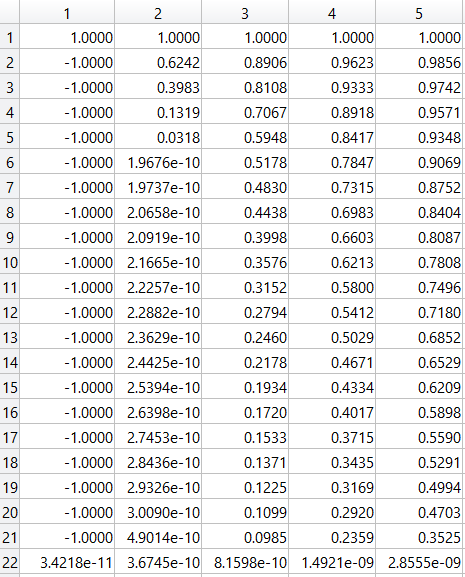 1 2 3 4 5
1 1.0000 1.0000 1.0000 1.0000 1.0000
2 -1.0000 0.6242 0.8906 0.9623 0.9856
3 -1.0000 0.3983 0.8108 0.9333 0.9742
4 -1.0000 0.1319 0.7067 0.8918 0.9571
5 -1.0000 0.0318 0.5948 0.8417 0.9348
6 -1.0000 1.9676e-10 0.5178 0.7847 0.9069
7 -1.0000 1.9737e-10 0.4830 0.7315 0.8752
8 -1.0000 2.0658e-10 0.4438 0.6983 0.8404
9 -1.0000 2.0919e-10 0.3998 0.6603 0.8087
10 -1.0000 2.1665e-10 0.3576 0.6213 0.7808
11 -1.0000 2.2257e-10 0.3152 0.5800 0.7496
12 -1.0000 2.2882e-10 0.2794 0.5412 0.7180
13 -1.0000 2.3629e-10 0.2460 0.5029 0.6852
14 -1.0000 2.4425e-10 0.2178 0.4671 0.6529
15 -1.0000 2.5394e-10 0.1934 0.4334 0.6209
16 -1.0000 2.6398e-10 0.1720 0.4017 0.5898
17 -1.0000 2.7453e-10 0.1533 0.3715 0.5590
18 -1.0000 2.8436e-10 0.1371 0.3435 0.5291
19 -1.0000 2.9326e-10 0.1225 0.3169 0.4994
20 -1.0000 3.0090e-10 0.1099 0.2920 0.4703
21 -1.0000 4.9014e-10 0.0985 0.2359 0.3525
22 3.4218e-11 3.6745e-10 8.1598e-10 1.4921e-09 2.8555e-09